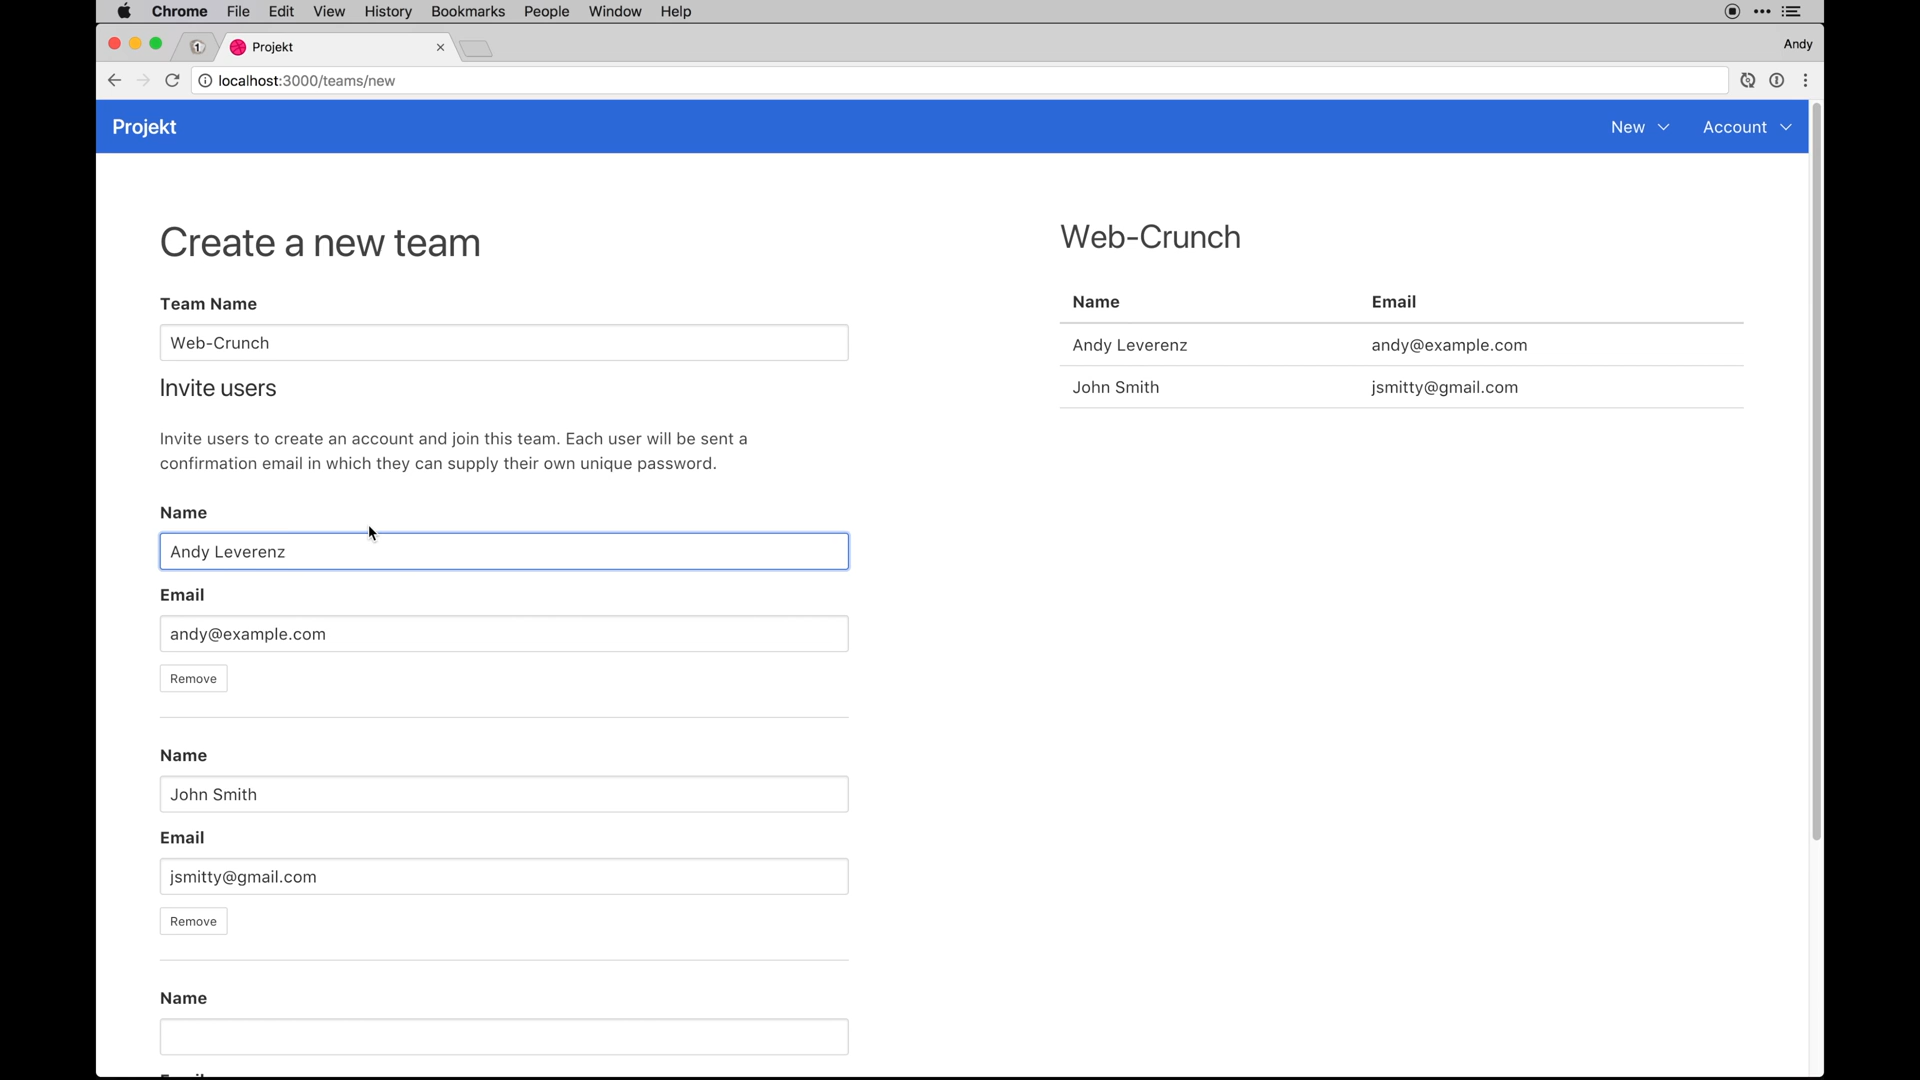 Chrome File Edit View History Bookmarks People Window Help
1 Projekt Andy
localhost:3000/teams/new
Projekt New Account
Create a new team
Team Name
Web-Crunch
Invite users
Invite users to create an account and join this team. Each user will be sent a
confirmation email in which they can supply their own unique password.
Name
Andy Leverenz
Email
andy@example.com
Remove
Name
John Smith
Email
jsmitty@gmail.com
Remove
Name
Web-Crunch
Name Email
Andy Leverenz andy@example.com
John Smith jsmitty@gmail.com